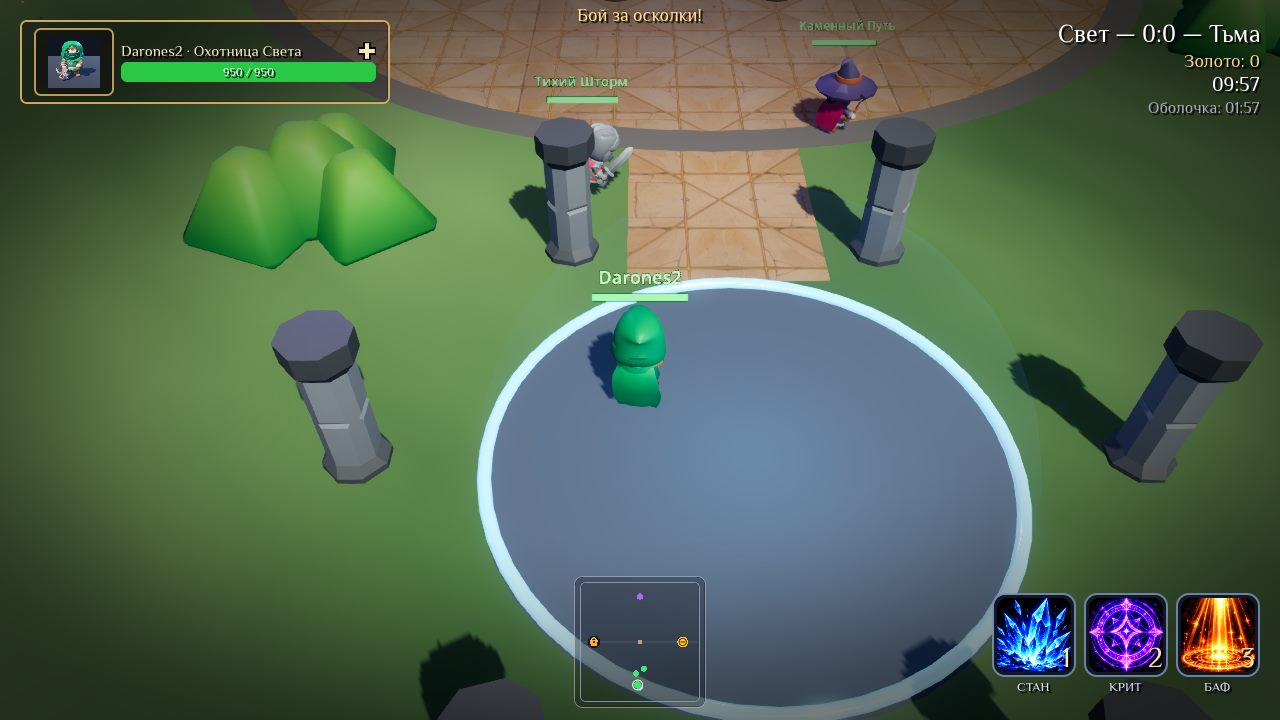 Бой за осколки!
Darones2 · Охотница Света
950 / 950
Свет — 0:0 — Тьма
Золото: 0
09:57
Оболочка: 01:57
Каменный Путь
Тихий Шторм
Darones2
1
СТАН
2
КРИТ
3
БАФ